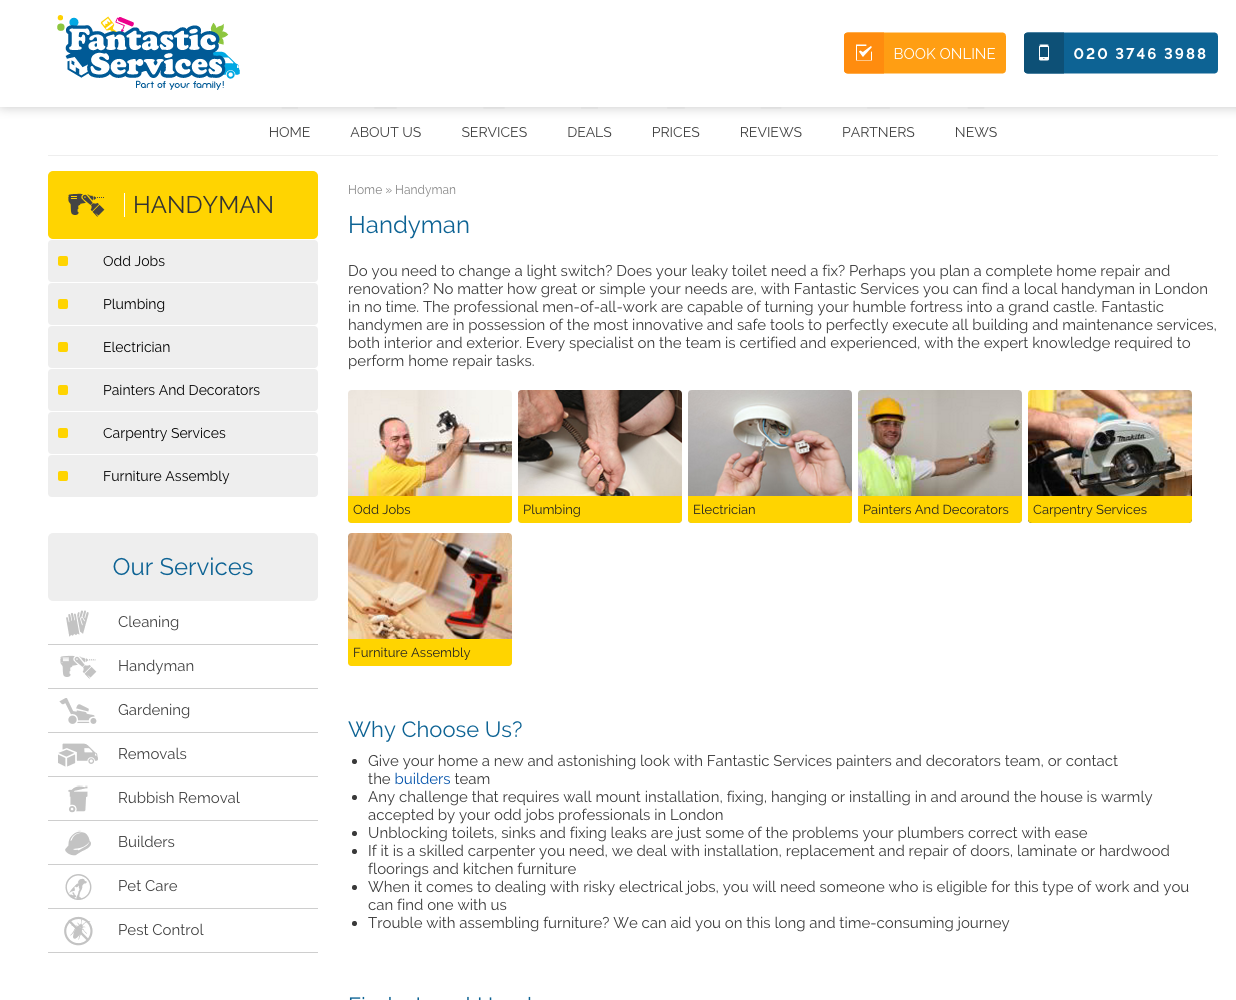 Fantastic
Services
Part of your family!
BOOK ONLINE
020 3746 3988
HOME
ABOUT US
SERVICES
DEALS
PRICES
REVIEWS
PARTNERS
NEWS
HANDYMAN
Odd Jobs
Plumbing
Electrician
Painters And Decorators
Carpentry Services
Furniture Assembly
Our Services
Cleaning
Handyman
Gardening
Removals
Rubbish Removal
Builders
Pet Care
Pest Control
Home » Handyman
Handyman
Do you need to change a light switch? Does your leaky toilet need a fix? Perhaps you plan a complete home repair and
renovation? No matter how great or simple your needs are, with Fantastic Services you can find a local handyman in London
in no time. The professional men-of-all-work are capable of turning your humble fortress into a grand castle. Fantastic
handymen are in possession of the most innovative and safe tools to perfectly execute all building and maintenance services,
both interior and exterior. Every specialist on the team is certified and experienced, with the expert knowledge required to
perform home repair tasks.
Makita
Odd Jobs
Plumbing
Electrician
Painters And Decorators
Carpentry Services
Furniture Assembly
Why Choose Us?
Give your home a new and astonishing look with Fantastic Services painters and decorators team, or contact
the builders team
Any challenge that requires wall mount installation, fixing, hanging or installing in and around the house is warmly
accepted by your odd jobs professionals in London
Unblocking toilets, sinks and fixing leaks are just some of the problems your plumbers correct with ease
If it is a skilled carpenter you need, we deal with installation, replacement and repair of doors, laminate or hardwood
floorings and kitchen furniture
When it comes to dealing with risky electrical jobs, you will need someone who is eligible for this type of work and you
can find one with us
Trouble with assembling furniture? We can aid you on this long and time-consuming journey